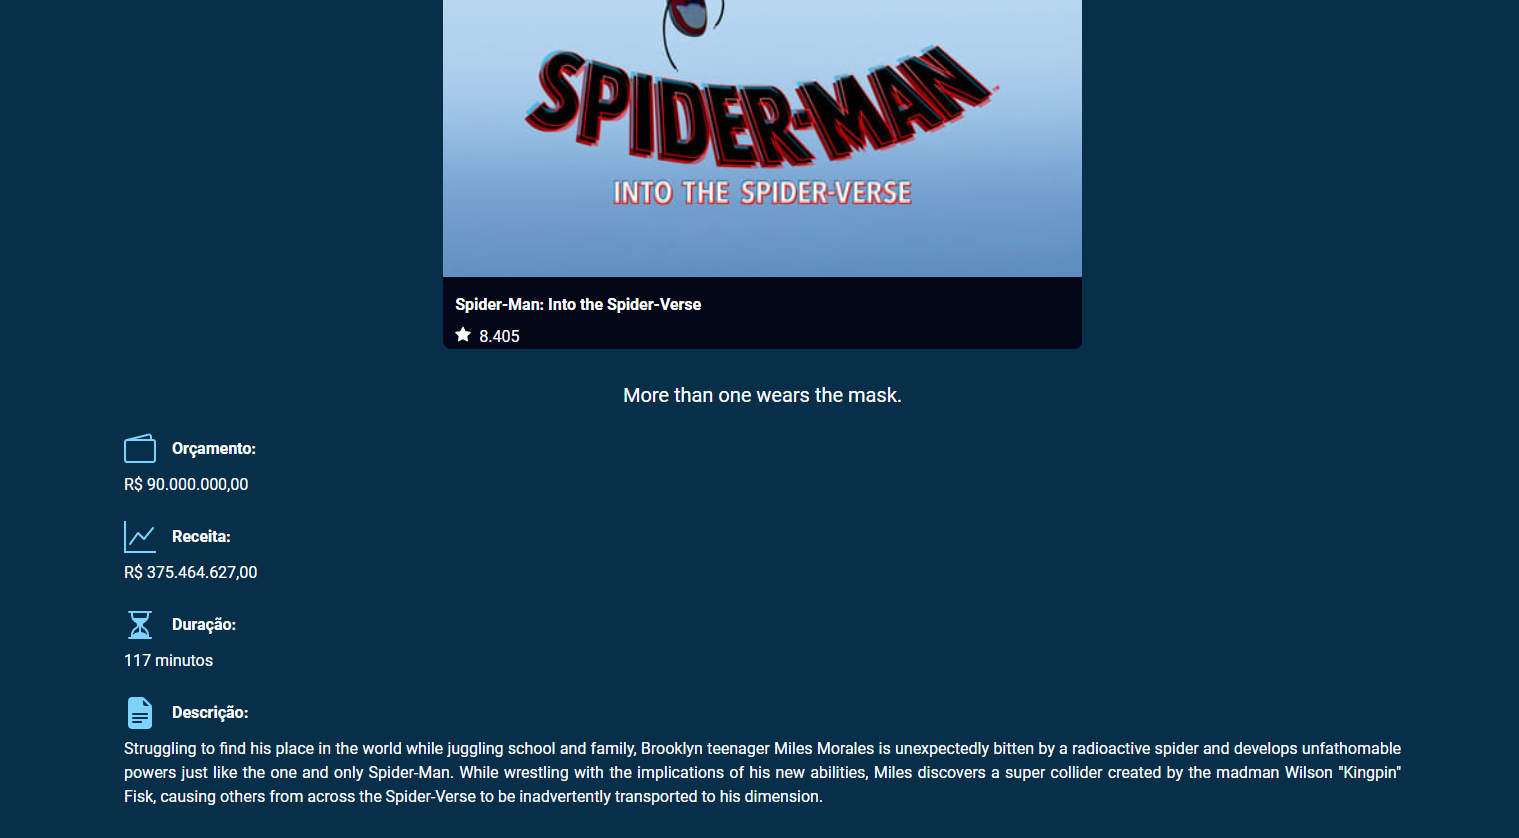 SPIDER-MAN
INTO THE SPIDER-VERSE
Spider-Man: Into the Spider-Verse
8.405
More than one wears the mask.
Orçamento:
R$ 90.000.000,00
Receita:
R$ 375.464.627,00
Duração:
117 minutos
Descrição:
Struggling to find his place in the world while juggling school and family, Brooklyn teenager Miles Morales is unexpectedly bitten by a radioactive spider and develops unfathomable
powers just like the one and only Spider-Man. While wrestling with the implications of his new abilities, Miles discovers a super collider created by the madman Wilson "Kingpin"
Fisk, causing others from across the Spider-Verse to be inadvertently transported to his dimension.